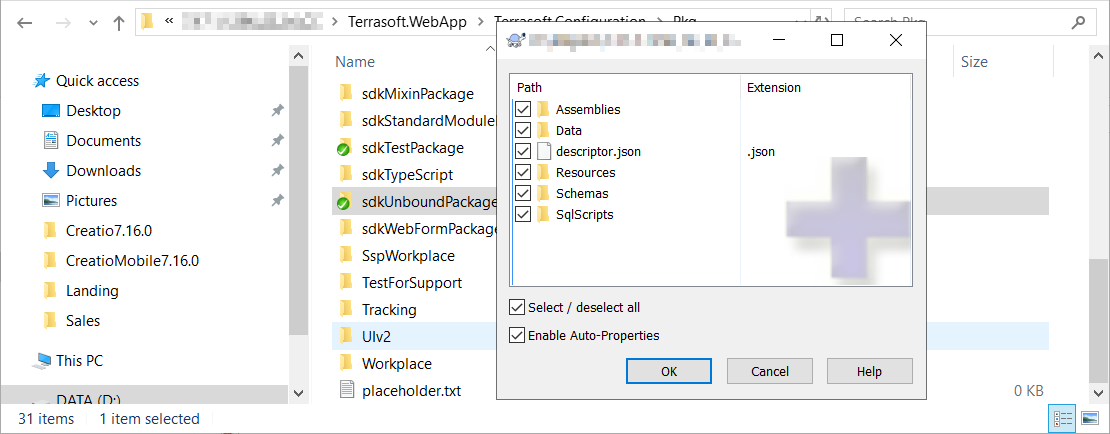 « Terrasoft.WebApp > Terrasoft.Configuration > Pkg
Search Pkg
Quick access
Desktop
Documents
Downloads
Pictures
Creatio7.16.0
CreatioMobile7.16.0
Landing
Sales
This PC
DATA (D:)
Name
Size
sdkMixinPackage
sdkStandardModule
sdkTestPackage
sdkTypeScript
sdkUnboundPackage
sdkWebFormPackage
SspWorkplace
TestForSupport
Tracking
UIv2
Workplace
placeholder.txt
0 KB
Path
Extension
Assemblies
Data
descriptor.json
.json
Resources
Schemas
SqlScripts
Select / deselect all
Enable Auto-Properties
OK
Cancel
Help
31 items
1 item selected